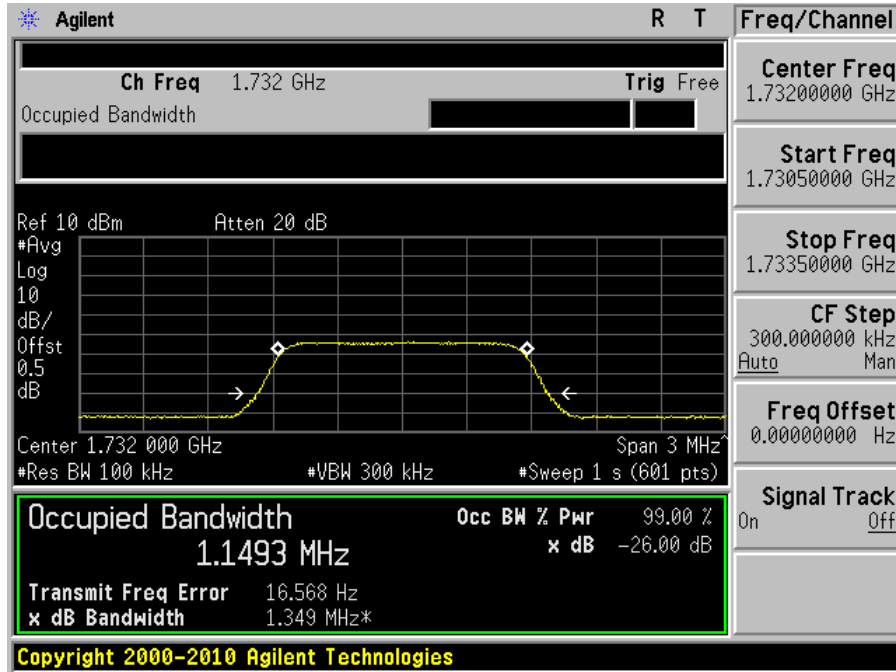 Agilent R T
Freq/Channel
Ch Freq 1.732 GHz Trig Free
Occupied Bandwidth
Center Freq
1.73200000 GHz
Start Freq
1.73050000 GHz
Stop Freq
1.73350000 GHz
CF Step
300.000000 kHz
Auto Man
Freq Offset
0.00000000 Hz
Signal Track
On Off
Ref 10 dBm Atten 20 dB
#Avg
Log
10
dB/
Offst
0.5
dB
Center 1.732 000 GHz Span 3 MHz^
#Res BW 100 kHz #VBW 300 kHz #Sweep 1 s (601 pts)
Occupied Bandwidth
1.1493 MHz
Occ BW % Pwr 99.00 %
x dB -26.00 dB
Transmit Freq Error 16.568 Hz
x dB Bandwidth 1.349 MHz*
Copyright 2000-2010 Agilent Technologies